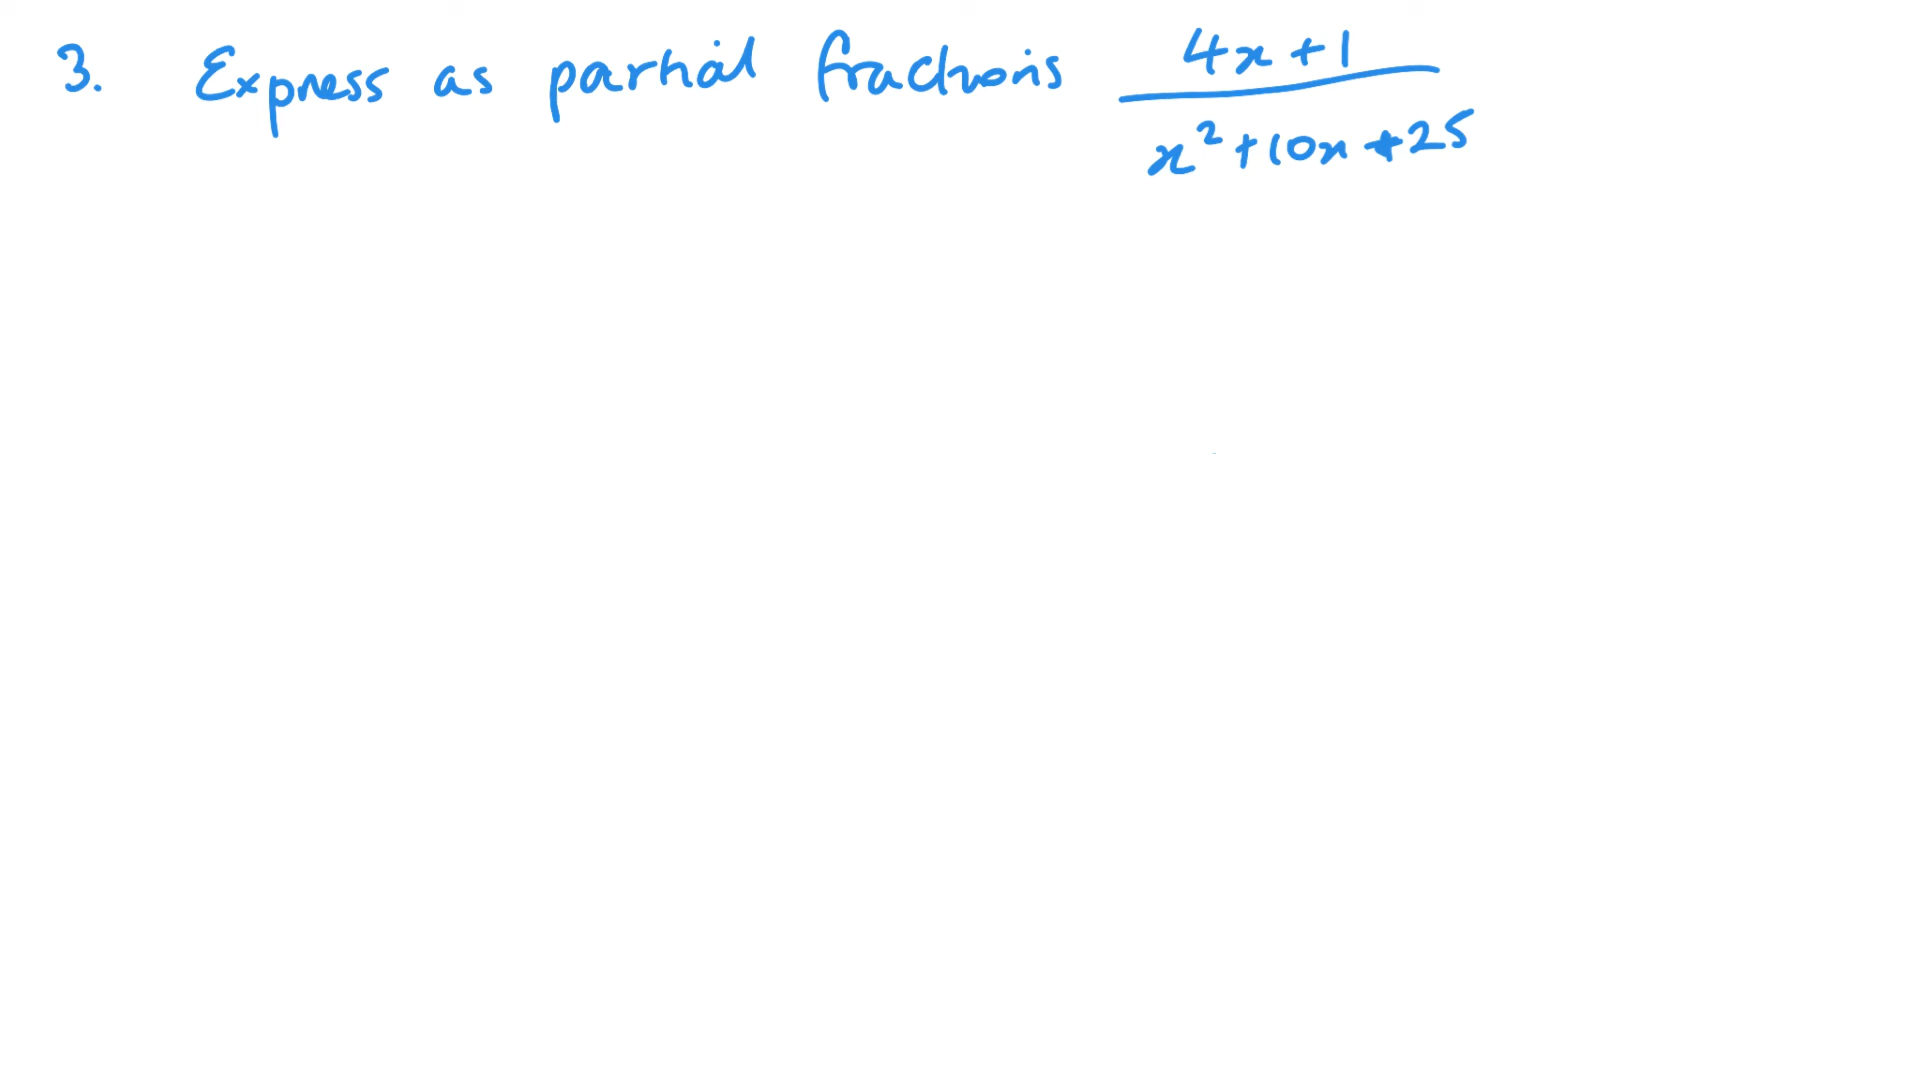 3. Express as partial fractions (4x+1)/(x²+10x+25)